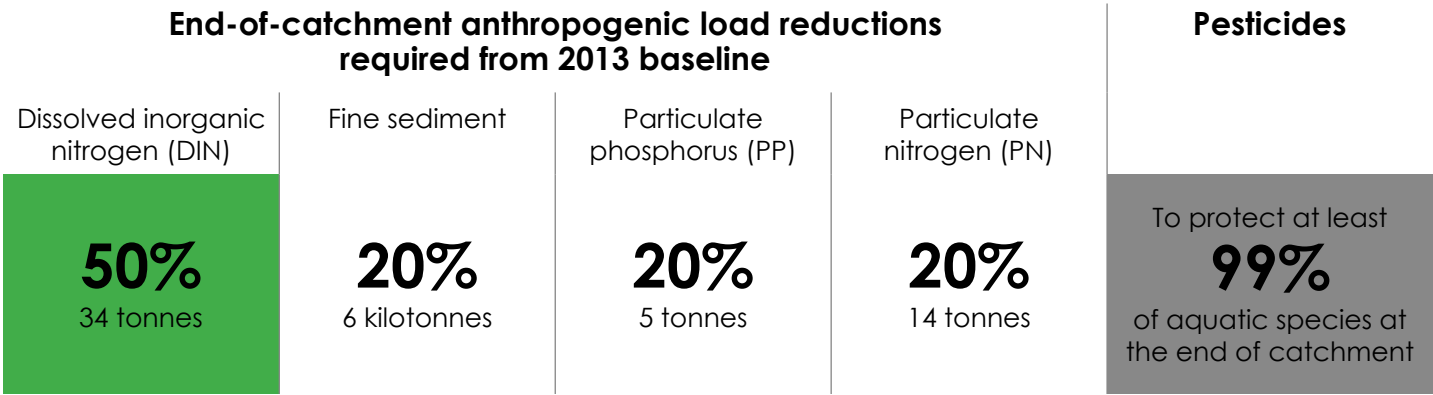 End-of-catchment anthropogenic load reductions
required from 2013 baseline
Pesticides
Dissolved inorganic
nitrogen (DIN)
Fine sediment
Particulate
phosphorus (PP)
Particulate
nitrogen (PN)
50%
34 tonnes
20%
6 kilotonnes
20%
5 tonnes
20%
14 tonnes
To protect at least
99%
of aquatic species at
the end of catchment